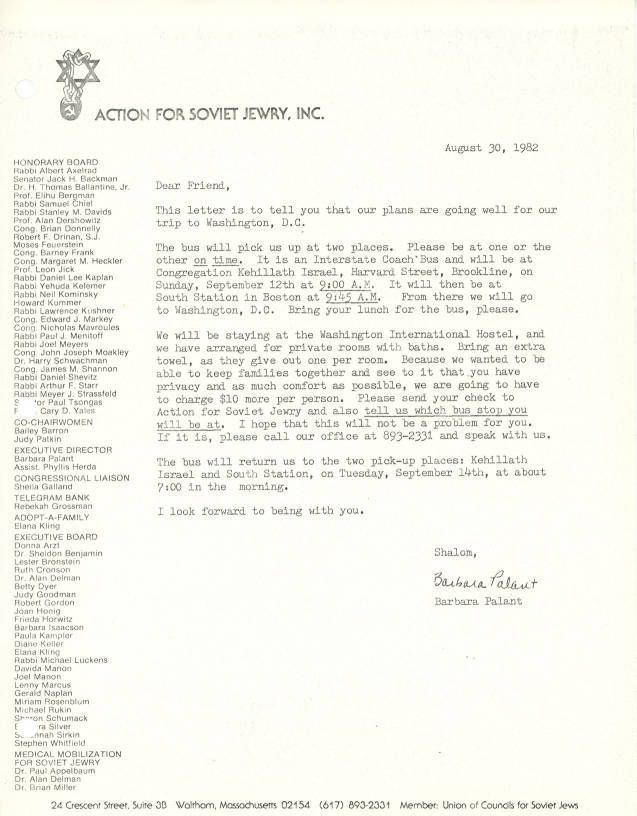 ACTION FOR SOVIET JEWRY, INC.
August 30, 1982
HONORARY BOARD
Rabbi Albert Axelrad
Senator Jack H. Backman
Dr. H. Thomas Ballantine, Jr.
Prof. Elihu Bergman
Rabbi Samuel Chiel
Rabbi Stanley M. Davids
Prof. Alan Dershowitz
Cong. Brian Donnelly
Robert F. Drinan, S.J.
Moses Feuerstein
Cong. Barney Frank
Cong. Margaret M. Heckler
Prof. Leon Jick
Rabbi Daniel Lee Kaplan
Rabbi Yehuda Kelemer
Rabbi Neil Kominsky
Howard Kummer
Rabbi Lawrence Kushner
Cong. Edward J. Markey
Cong. Nicholas Mavroules
Rabbi Paul J. Menitoff
Rabbi Joel Meyers
Cong. John Joseph Moakley
Dr. Harry Schwachman
Cong. James M. Shannon
Rabbi Daniel Shevitz
Rabbi Arthur F. Starr
Rabbi Meyer J. Strassfeld
Paul Tsongas
Cary D. Yales
CO-CHAIRWOMEN
Bailey Barron
Judy Patkin
EXECUTIVE DIRECTOR
Barbara Palant
Assist. Phyllis Herda
CONGRESSIONAL LIAISON
Sheila Galland
TELEGRAM BANK
Rebekah Grossman
ADOPT-A-FAMILY
Elana Kling
EXECUTIVE BOARD
Donna Arzt
Dr. Sheldon Benjamin
Lester Bronstein
Ruth Cronson
Dr. Alan Delman
Betty Dyer
Judy Goodman
Robert Gordon
Joan Honig
Frieda Horwitz
Barbara Isaacson
Paula Kampler
Diane Keller
Elana Kling
Rabbi Michael Luckens
Davida Manon
Joel Manon
Lenny Marcus
Gerald Naplan
Miriam Rosenblum
Michael Rukin
Schumack
Silver
Sirkin
Stephen Whitfield
MEDICAL MOBILIZATION
FOR SOVIET JEWRY
Dr. Paul Appelbaum
Dr. Alan Delman
Dr. Brian Miller
Dear Friend,
This letter is to tell you that our plans are going well for our
trip to Washington, D.C.
The bus will pick us up at two places. Please be at one or the
other on time. It is an Interstate Coach Bus and will be at
Congregation Kehillath Israel, Harvard Street, Brookline, on
Sunday, September 12th at 9:00 A.M. It will then be at
South Station in Boston at 9:45 A.M. From there we will go
to Washington, D.C. Bring your lunch for the bus, please.
We will be staying at the Washington International Hostel, and
we have arranged for private rooms with baths. Bring an extra
towel, as they give out one per room. Because we wanted to be
able to keep families together and see to it that you have
privacy and as much comfort as possible, we are going to have
to charge $10 more per person. Please send your check to
Action for Soviet Jewry and also tell us which bus stop you
will be at. I hope that this will not be a problem for you.
If it is, please call our office at 893-2331 and speak with us.
The bus will return us to the two pick-up places: Kehillath
Israel and South Station, on Tuesday, September 14th, at about
7:00 in the morning.
I look forward to being with you.
Shalom,
Barbara Palant
Barbara Palant
24 Crescent Street, Suite 3B Waltham, Massachusetts 02154 (617) 893-2331 Member: Union of Councils for Soviet Jews